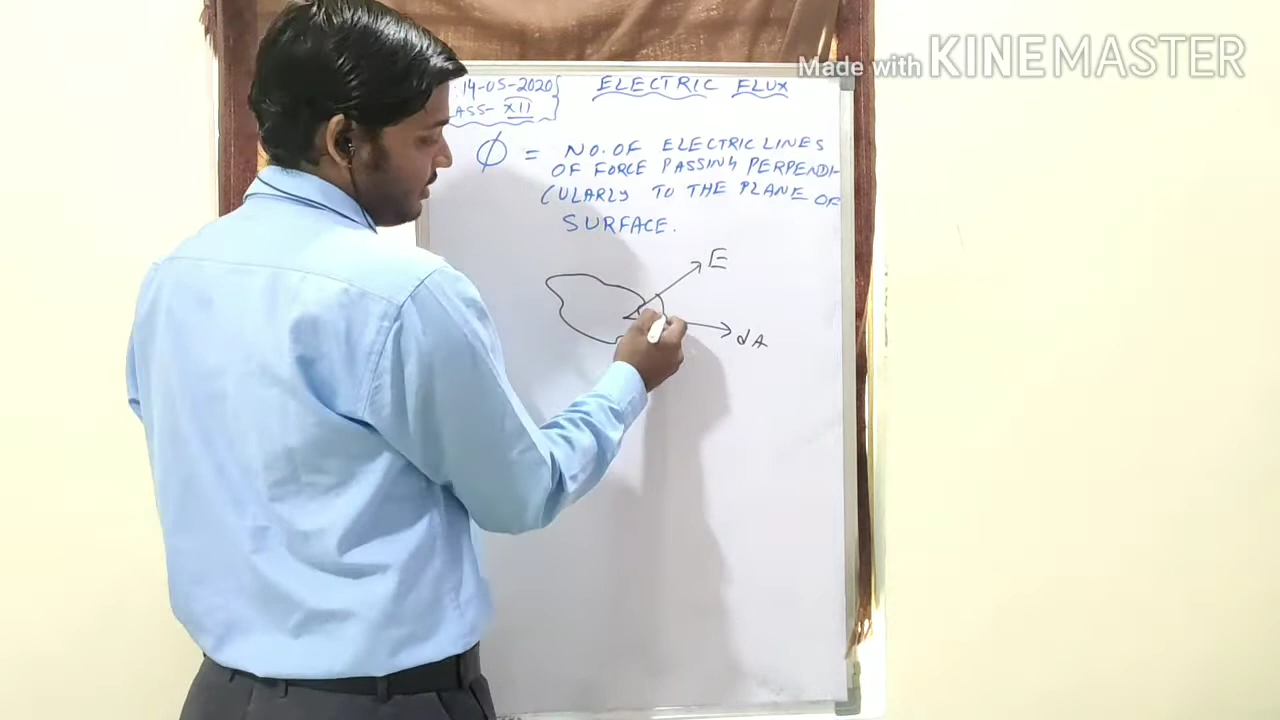 Made with KINEMASTER
14-05-2020
XII
ELECTRIC FLUX
Ø = NO. OF ELECTRIC LINES
OF FORCE PASSING PERPENDI-
CULARLY TO THE PLANE OF
SURFACE.
E
dA